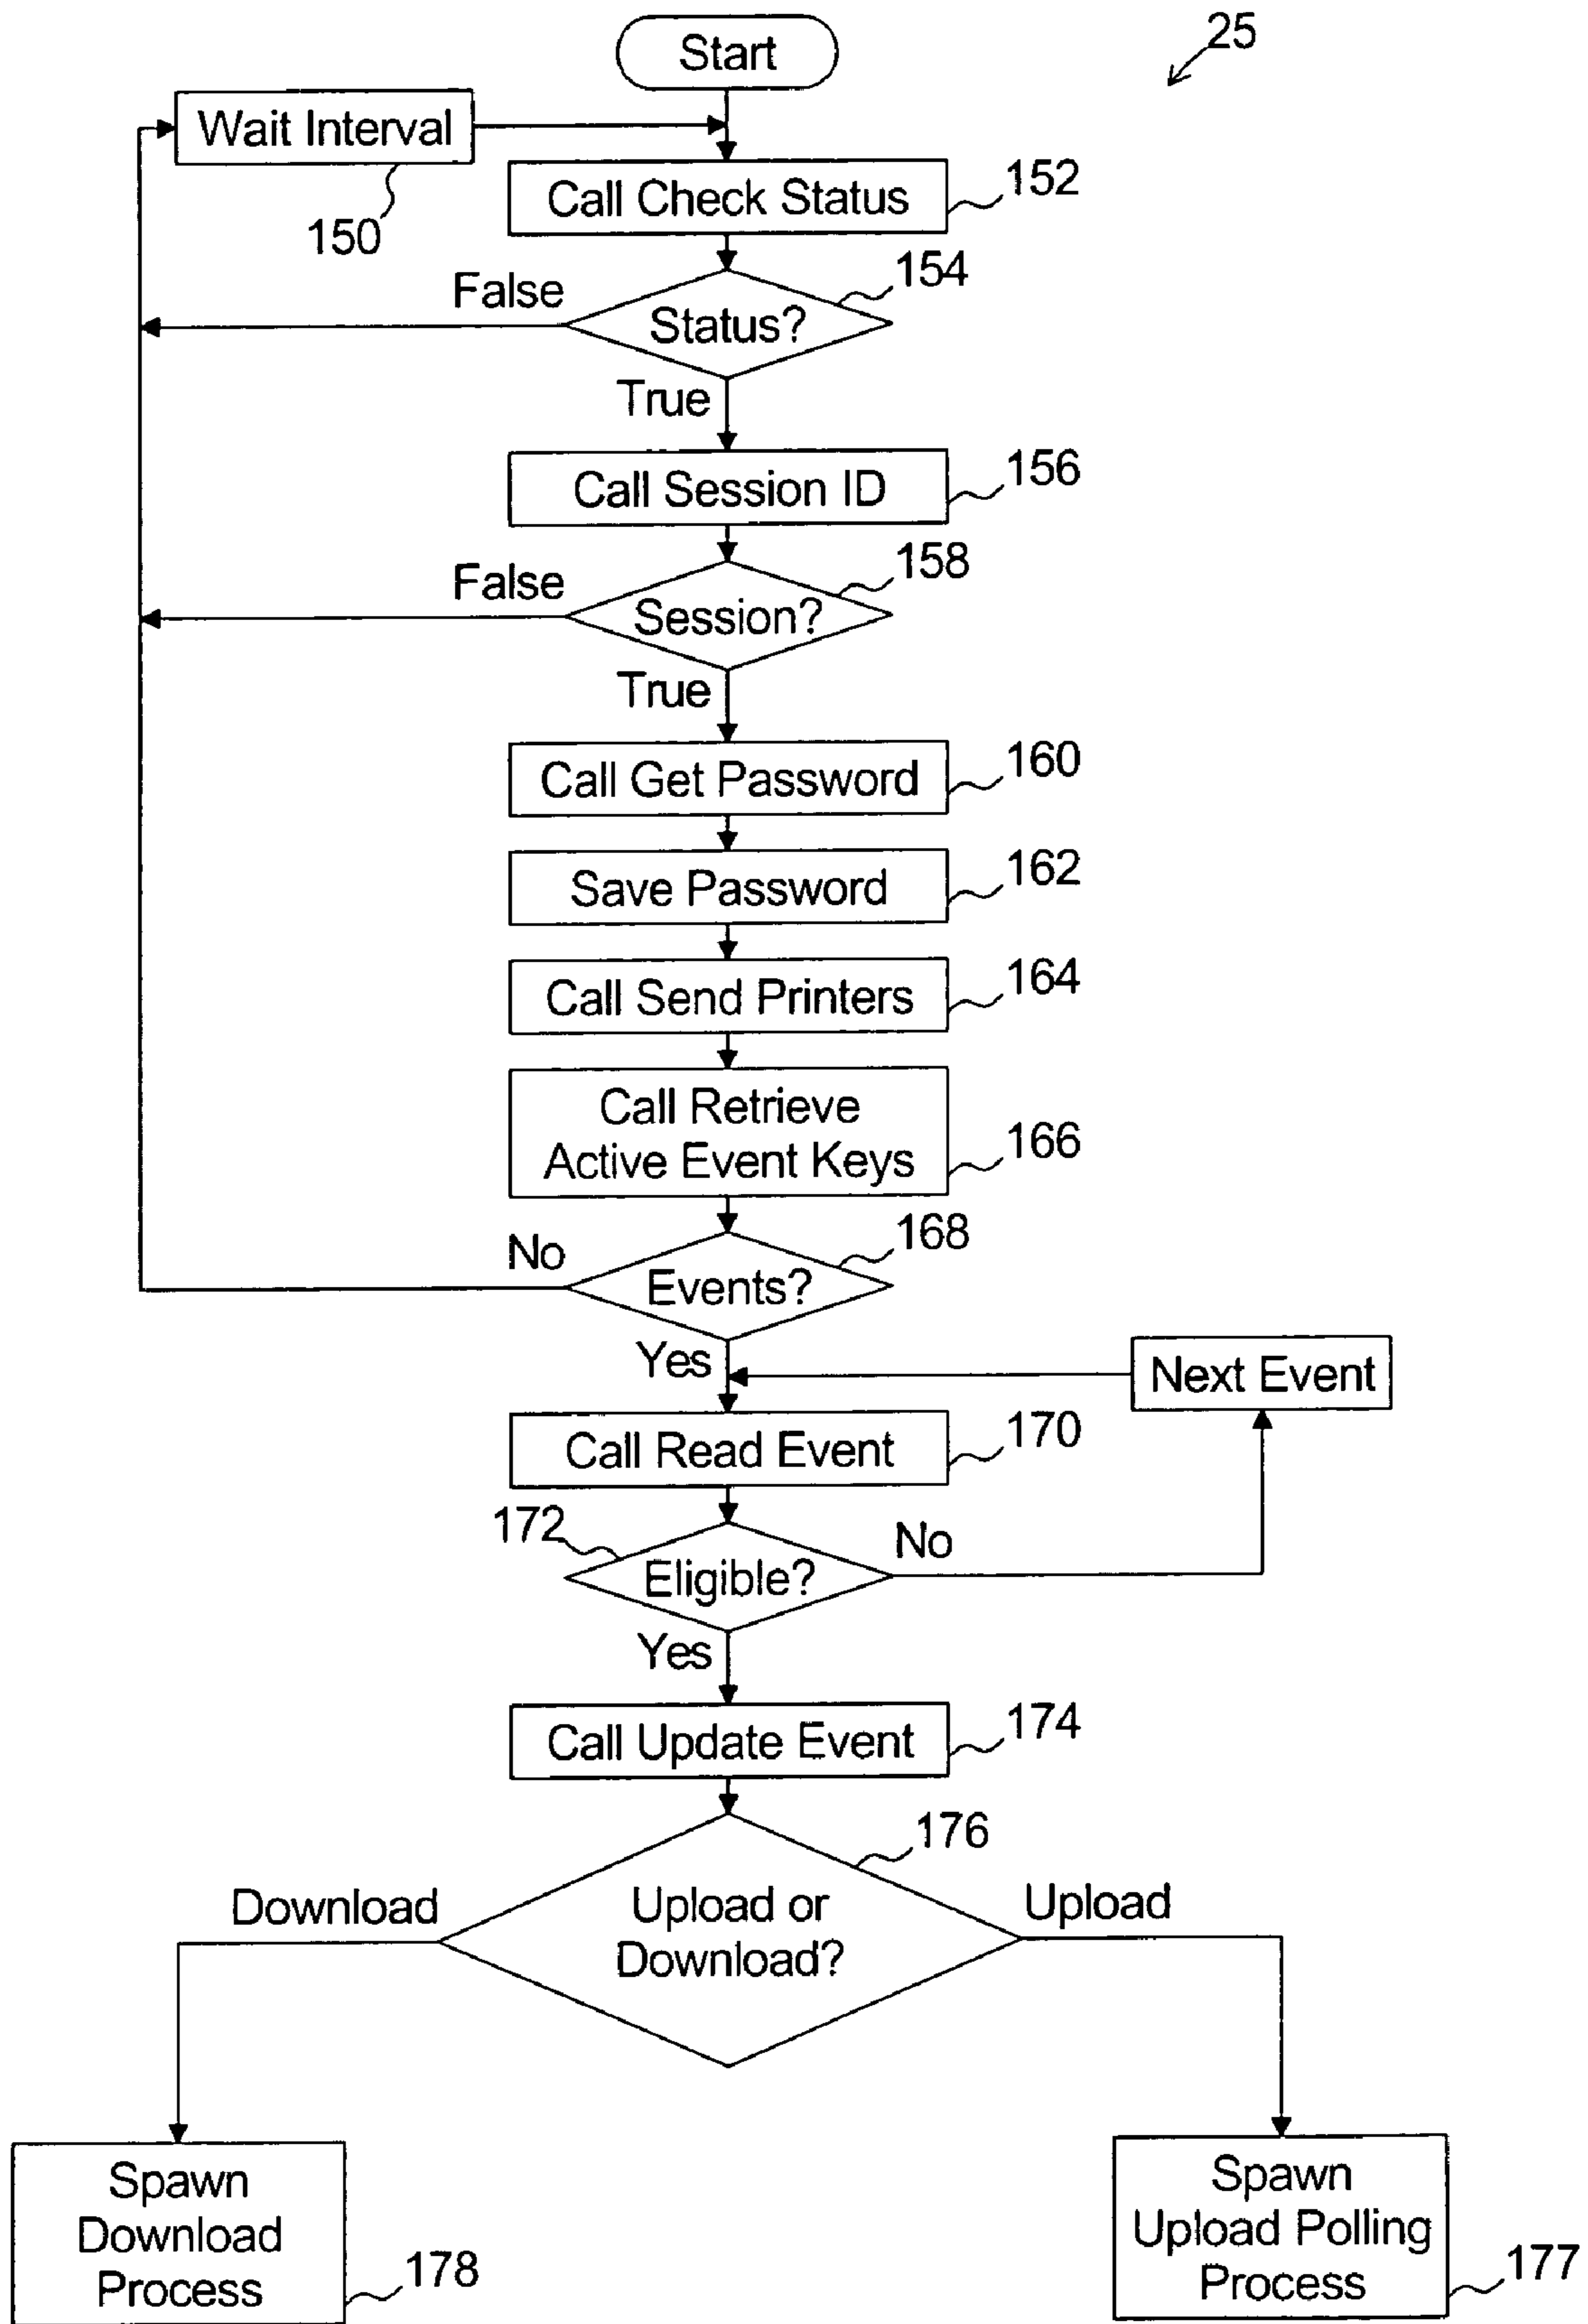 Start
25
Wait Interval
150
Call Check Status
152
154
False
Status?
True
Call Session ID
156
158
False
Session?
True
Call Get Password
160
Save Password
162
Call Send Printers
164
Call Retrieve
Active Event Keys
166
168
No
Events?
Yes
Next Event
Call Read Event
170
172
No
Eligible?
Yes
Call Update Event
174
176
Download
Upload or
Download?
Upload
Spawn
Download
Process
178
Spawn
Upload Polling
Process
177